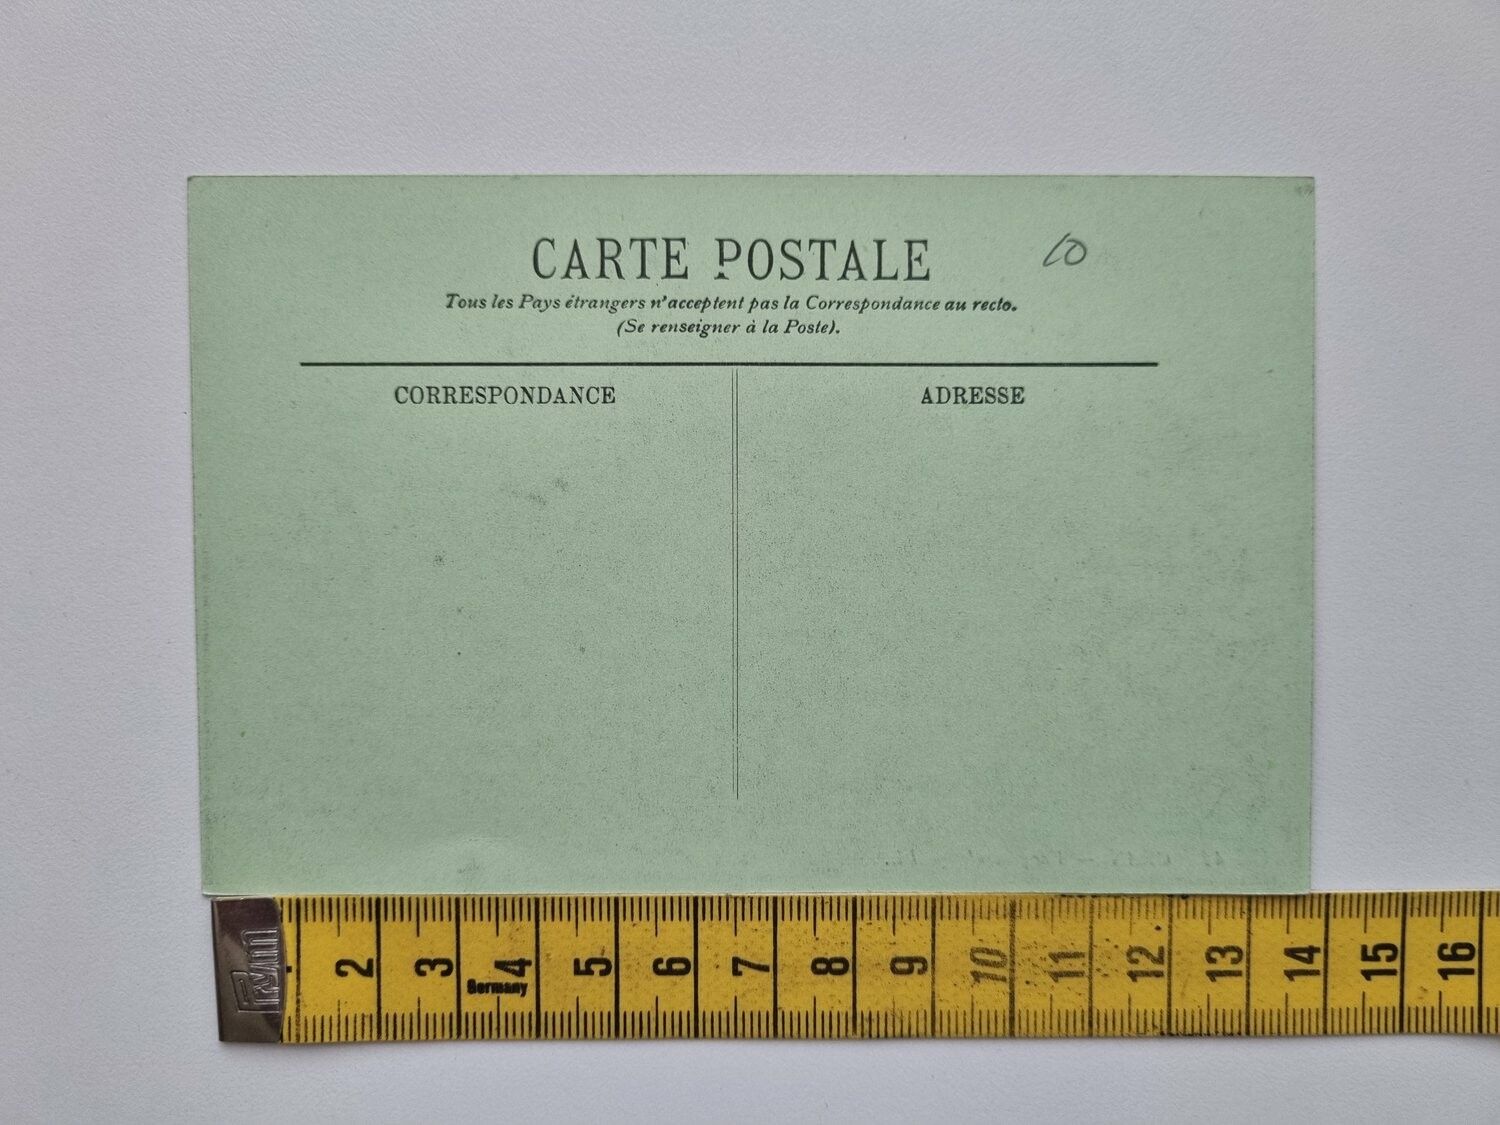 CARTE POSTALE
10
Tous les Pays étrangers n'acceptent pas la Correspondance au recto.
(Se renseigner à la Poste).
CORRESPONDANCE
ADRESSE
2 3 4 5 6 7 8 9 10 11 12 13 14 15 16
Germany
Prym